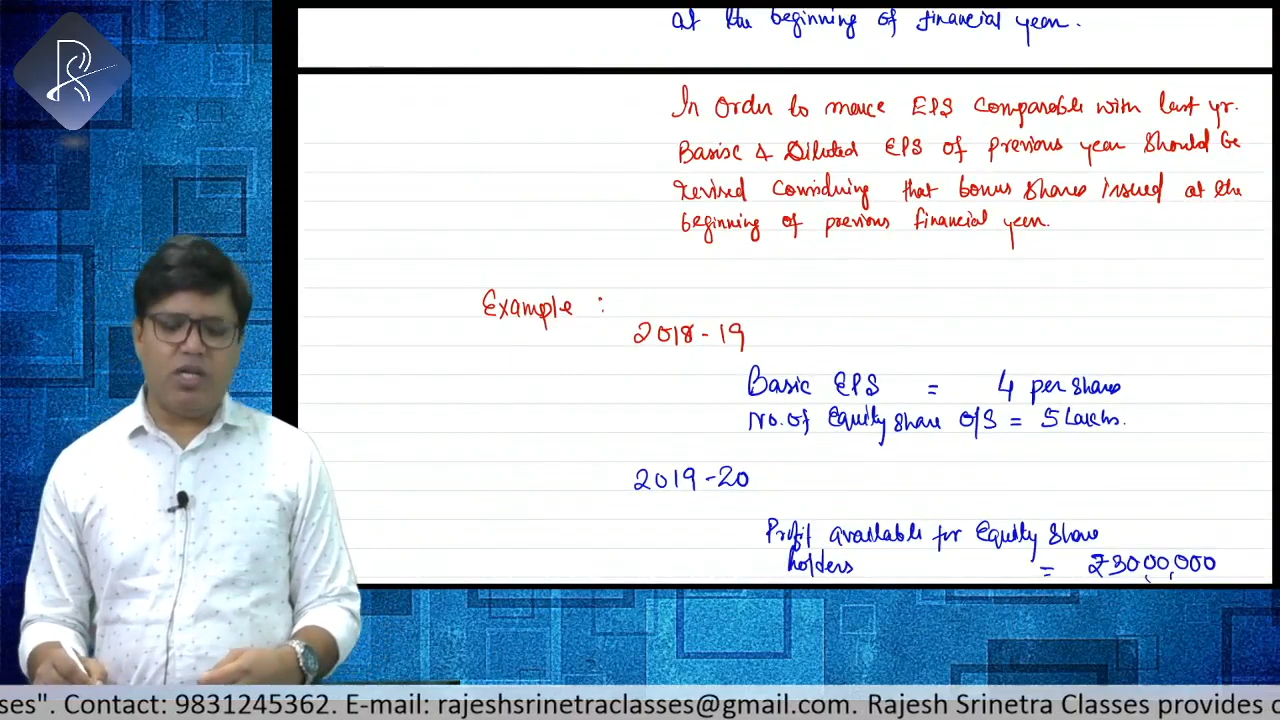 at the beginning of financial year.
In order to make EPS Comparable with last yr.
Basic & Diluted EPS of previous year should be
revised Considering that bonus shares issued at the
beginning of previous financial year.
Example :
2018-19
Basic EPS = 4 per share
No. of Equity share O/S = 5 Lakhs.
2019-20
Profit available for Equity Share
holders = ₹3000,000
RS
ses". Contact: 9831245362. E-mail: rajeshsrinetraclasses@gmail.com. Rajesh Srinetra Classes provides c